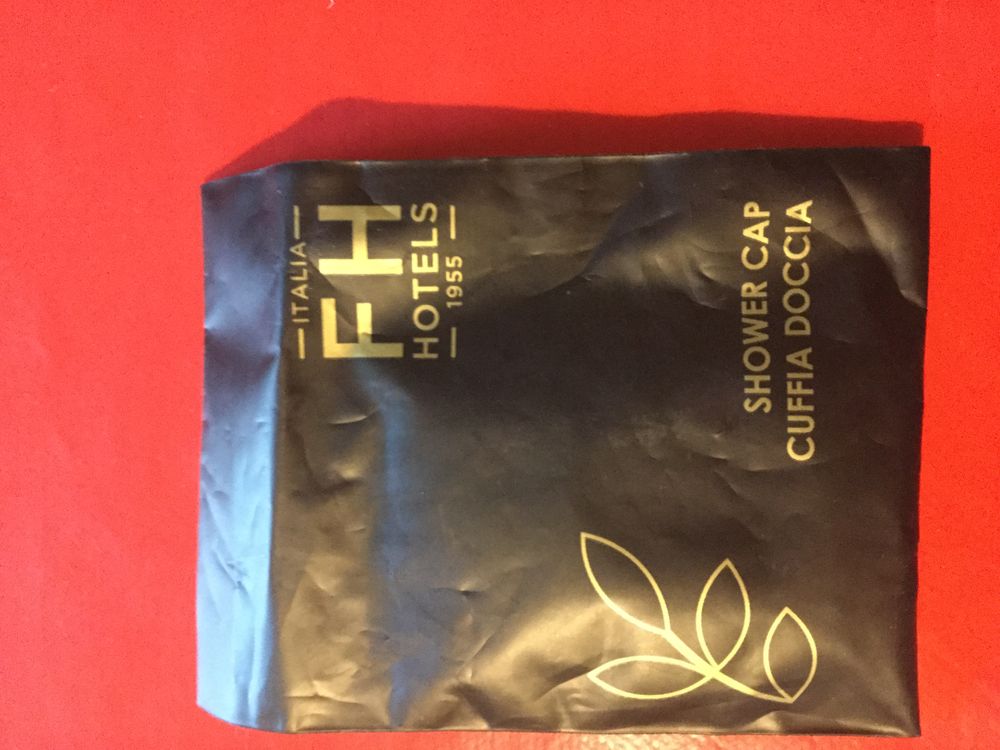 ITALIA
FH
HOTELS
1955
SHOWER CAP
CUFFIA DOCCIA